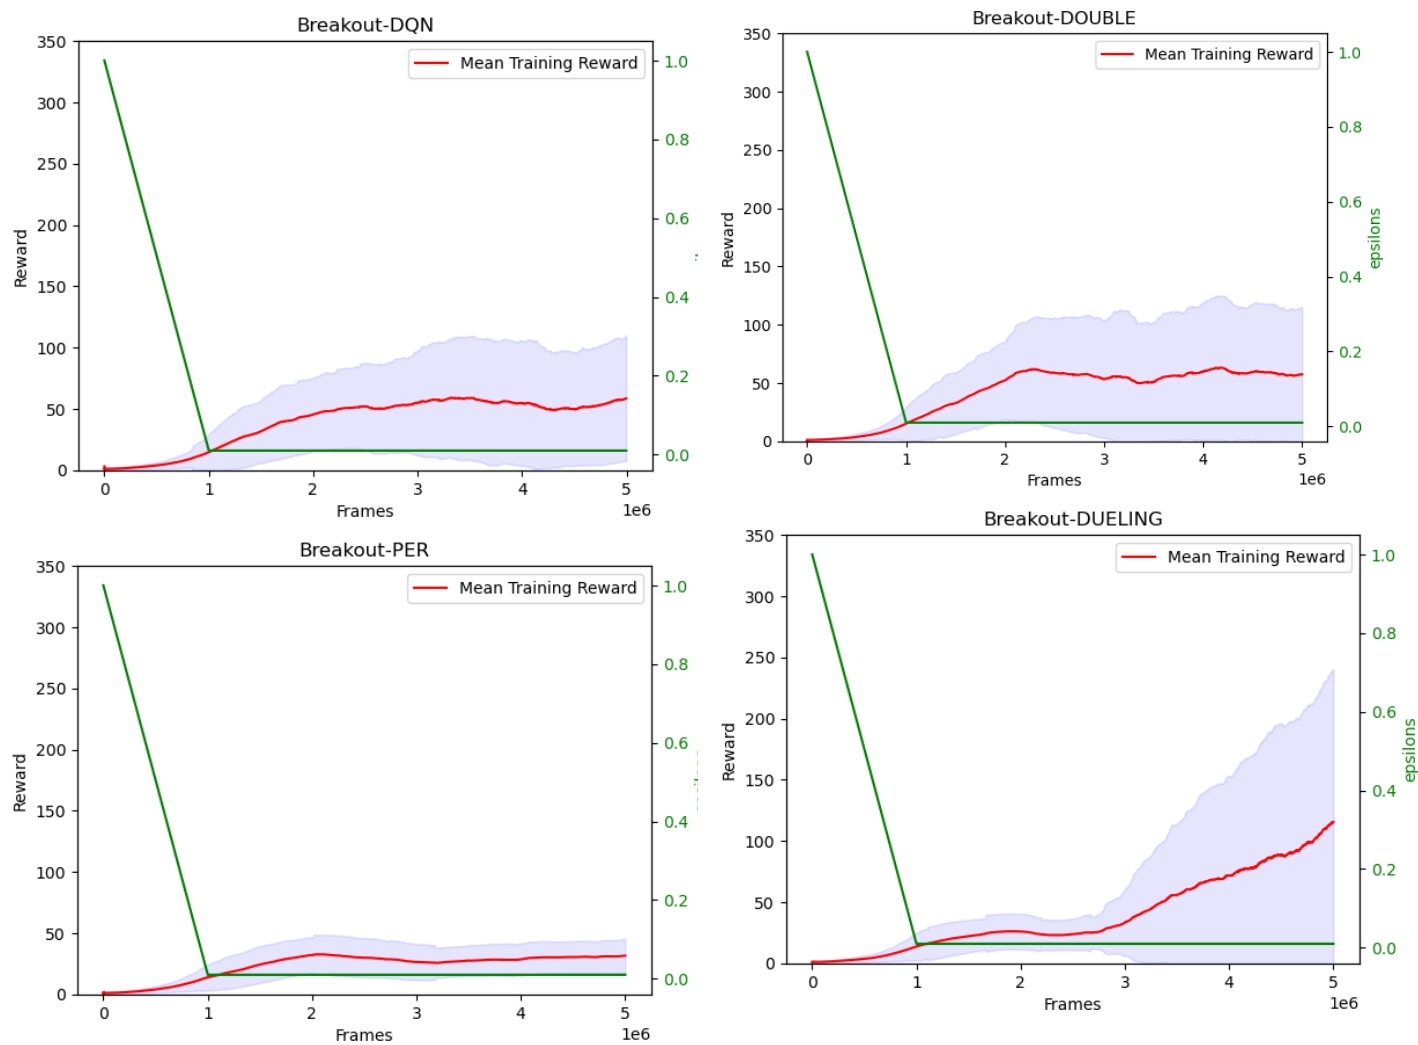 Breakout-DQN
Mean Training Reward
350
300
250
200
150
100
50
0
Reward
1.0
0.8
0.6
0.4
0.2
0.0
0 1 2 3 4 5
1e6
Frames
Breakout-DOUBLE
Mean Training Reward
350
300
250
200
150
100
50
0
Reward
1.0
0.8
0.6
0.4
0.2
0.0
epsilons
0 1 2 3 4 5
1e6
Frames
Breakout-PER
Mean Training Reward
350
300
250
200
150
100
50
0
Reward
1.0
0.8
0.6
0.4
0.2
0.0
0 1 2 3 4 5
1e6
Frames
Breakout-DUELING
Mean Training Reward
350
300
250
200
150
100
50
0
Reward
1.0
0.8
0.6
0.4
0.2
0.0
epsilons
0 1 2 3 4 5
1e6
Frames